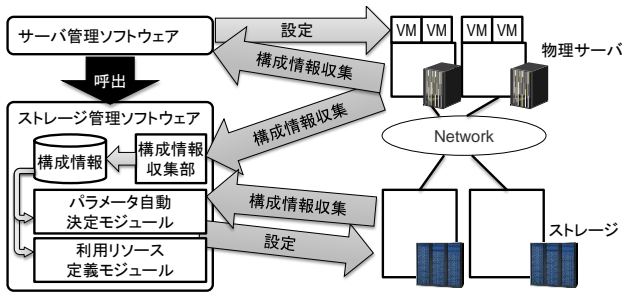 サーバ管理ソフトウェア
設定
VM VM VM VM
物理サーバ
構成情報収集
呼出
構成情報収集
ストレージ管理ソフトウェア
構成情報
構成情報
収集部
Network
パラメータ自動
決定モジュール
構成情報収集
利用リソース
定義モジュール
設定
ストレージ